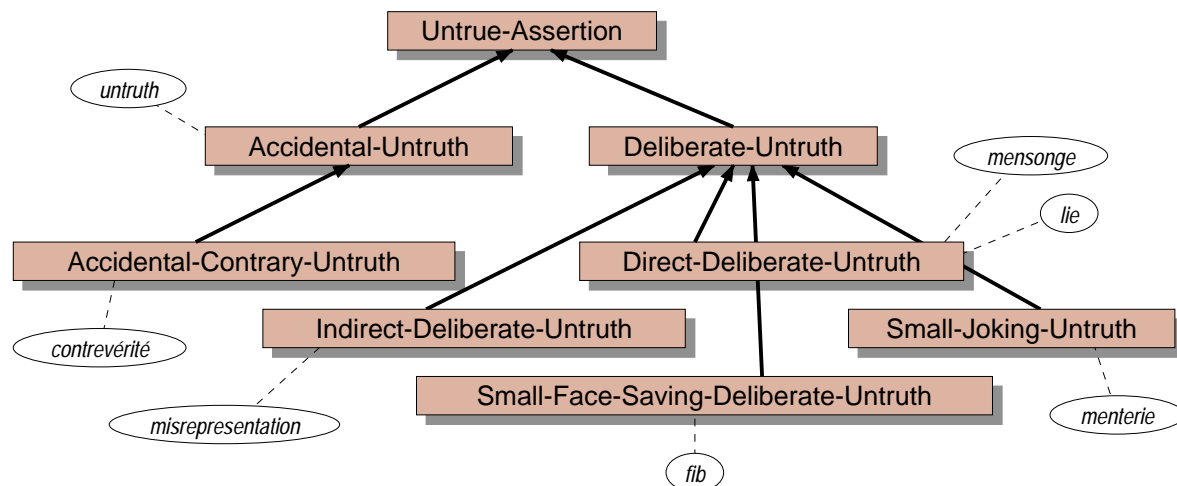 Untrue-Assertion
untruth
Accidental-Untruth
Deliberate-Untruth
mensonge
lie
Accidental-Contrary-Untruth
Direct-Deliberate-Untruth
Indirect-Deliberate-Untruth
Small-Joking-Untruth
contrevérité
Small-Face-Saving-Deliberate-Untruth
misrepresentation
menterie
fib